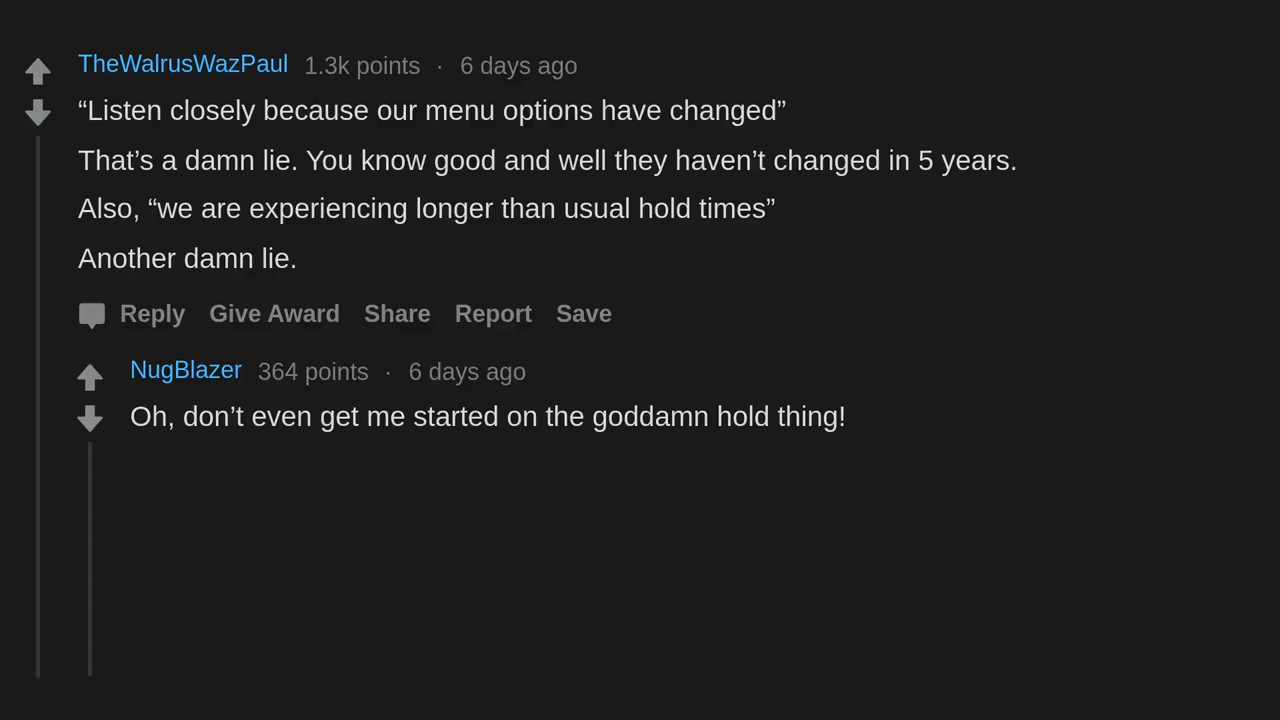 TheWalrusWazPaul 1.3k points · 6 days ago
“Listen closely because our menu options have changed”
That’s a damn lie. You know good and well they haven’t changed in 5 years.
Also, “we are experiencing longer than usual hold times”
Another damn lie.
Reply Give Award Share Report Save
NugBlazer 364 points · 6 days ago
Oh, don’t even get me started on the goddamn hold thing!